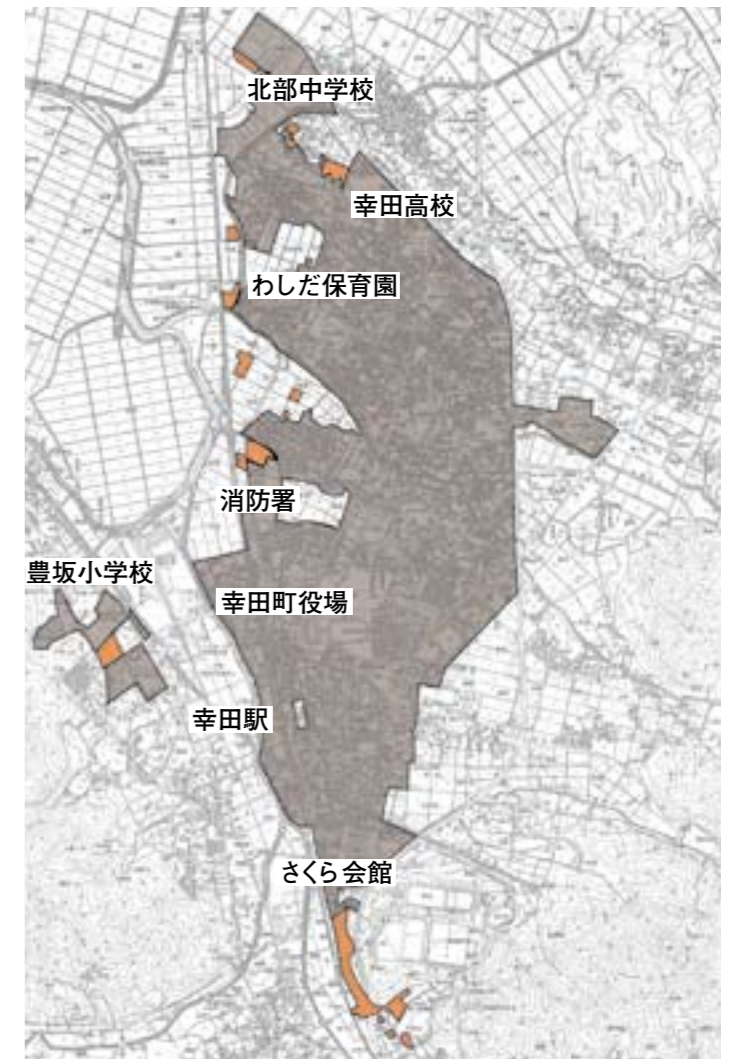 北部中学校
幸田高校
わしだ保育園
消防署
豊坂小学校
幸田町役場
幸田駅
さくら会館